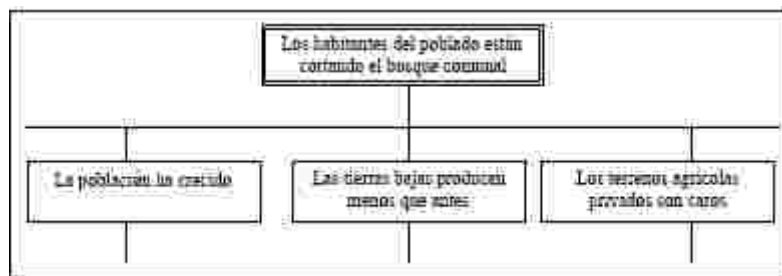 Los habitantes del poblado están
cortando el bosque comunal
La población ha crecido
Las tierras bajas producen
menos que antes
Los terrenos agrícolas
privados son caros